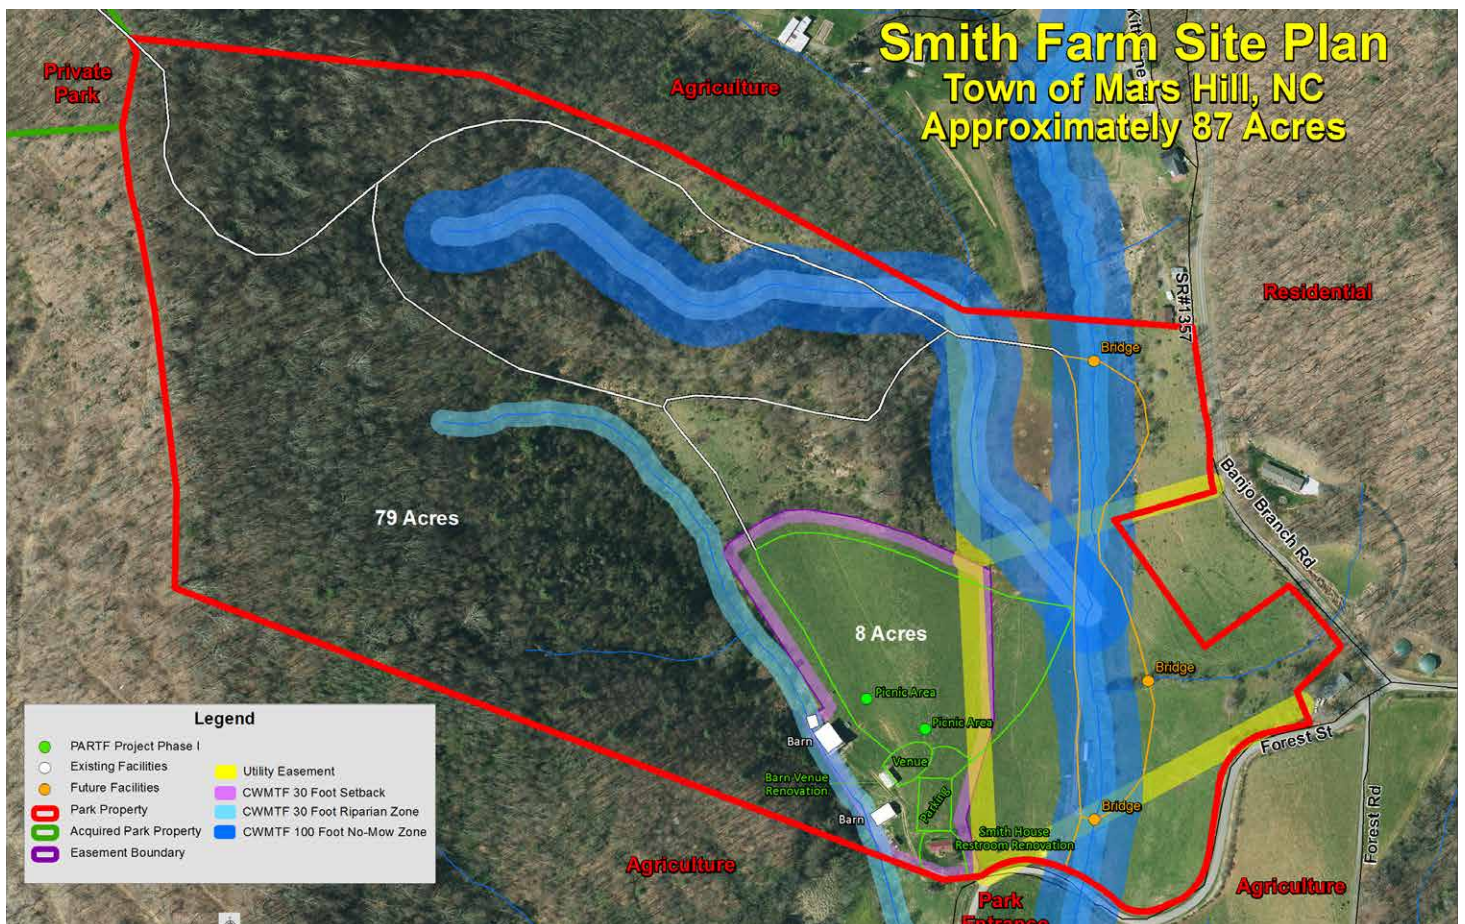 Smith Farm Site Plan
Town of Mars Hill, NC
Approximately 87 Acres
Private
Park
Agriculture
SR#1357
Residential
Bridge
Banjo Branch Rd
79 Acres
8 Acres
Bridge
Picnic Area
Picnic Area
Barn
Venue
Barn Venue
Renovation
Parking
Barn
Smith House
Restroom Renovation
Bridge
Forest St
Forest Rd
Agriculture
Agriculture
Park
Entrance
Legend
PARTF Project Phase I
Existing Facilities
Future Facilities
Park Property
Acquired Park Property
Easement Boundary
Utility Easement
CWMTF 30 Foot Setback
CWMTF 30 Foot Riparian Zone
CWMTF 100 Foot No-Mow Zone